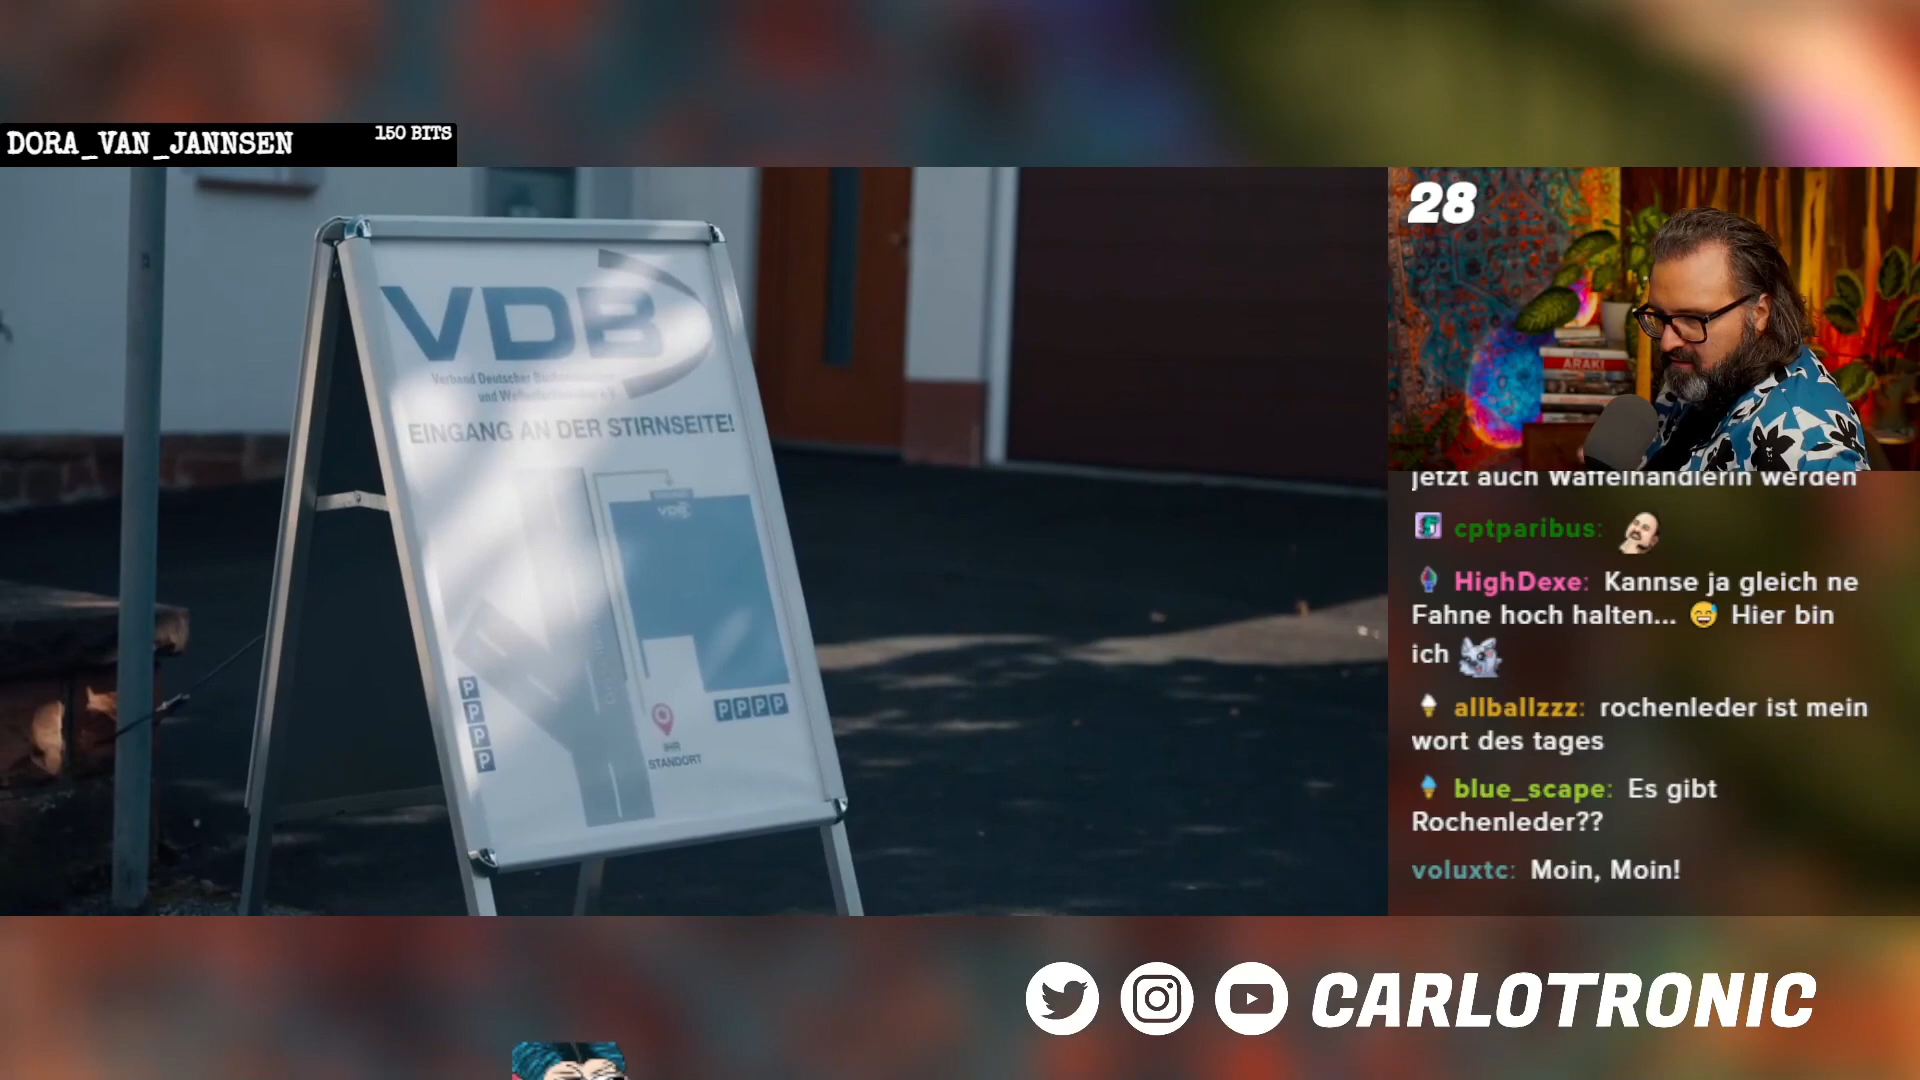 DORA_VAN_JANNSEN
150 BITS
28
VDB
Verband Deutscher
EINGANG AN DER STIRNSEITE!
VDB
P
P
P
P
P P P P
IHR
STANDORT
ARAKI
jetzt auch Waffelhändlerin werden
cptparibus:
HighDexe: Kannse ja gleich ne
Fahne hoch halten... 😅 Hier bin
ich
allballzzz: rochenleder ist mein
wort des tages
blue_scape: Es gibt
Rochenleder??
voluxtc: Moin, Moin!
CARLOTRONIC